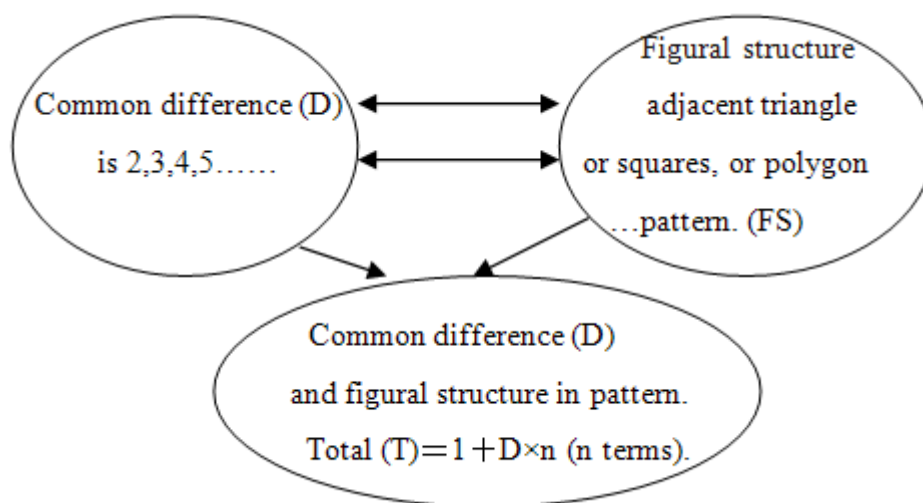 Common difference (D)
is 2,3,4,5……
Figural structure
adjacent triangle
or squares, or polygon
…pattern. (FS)
Common difference (D)
and figural structure in pattern.
Total (T)＝1＋D×n (n terms).